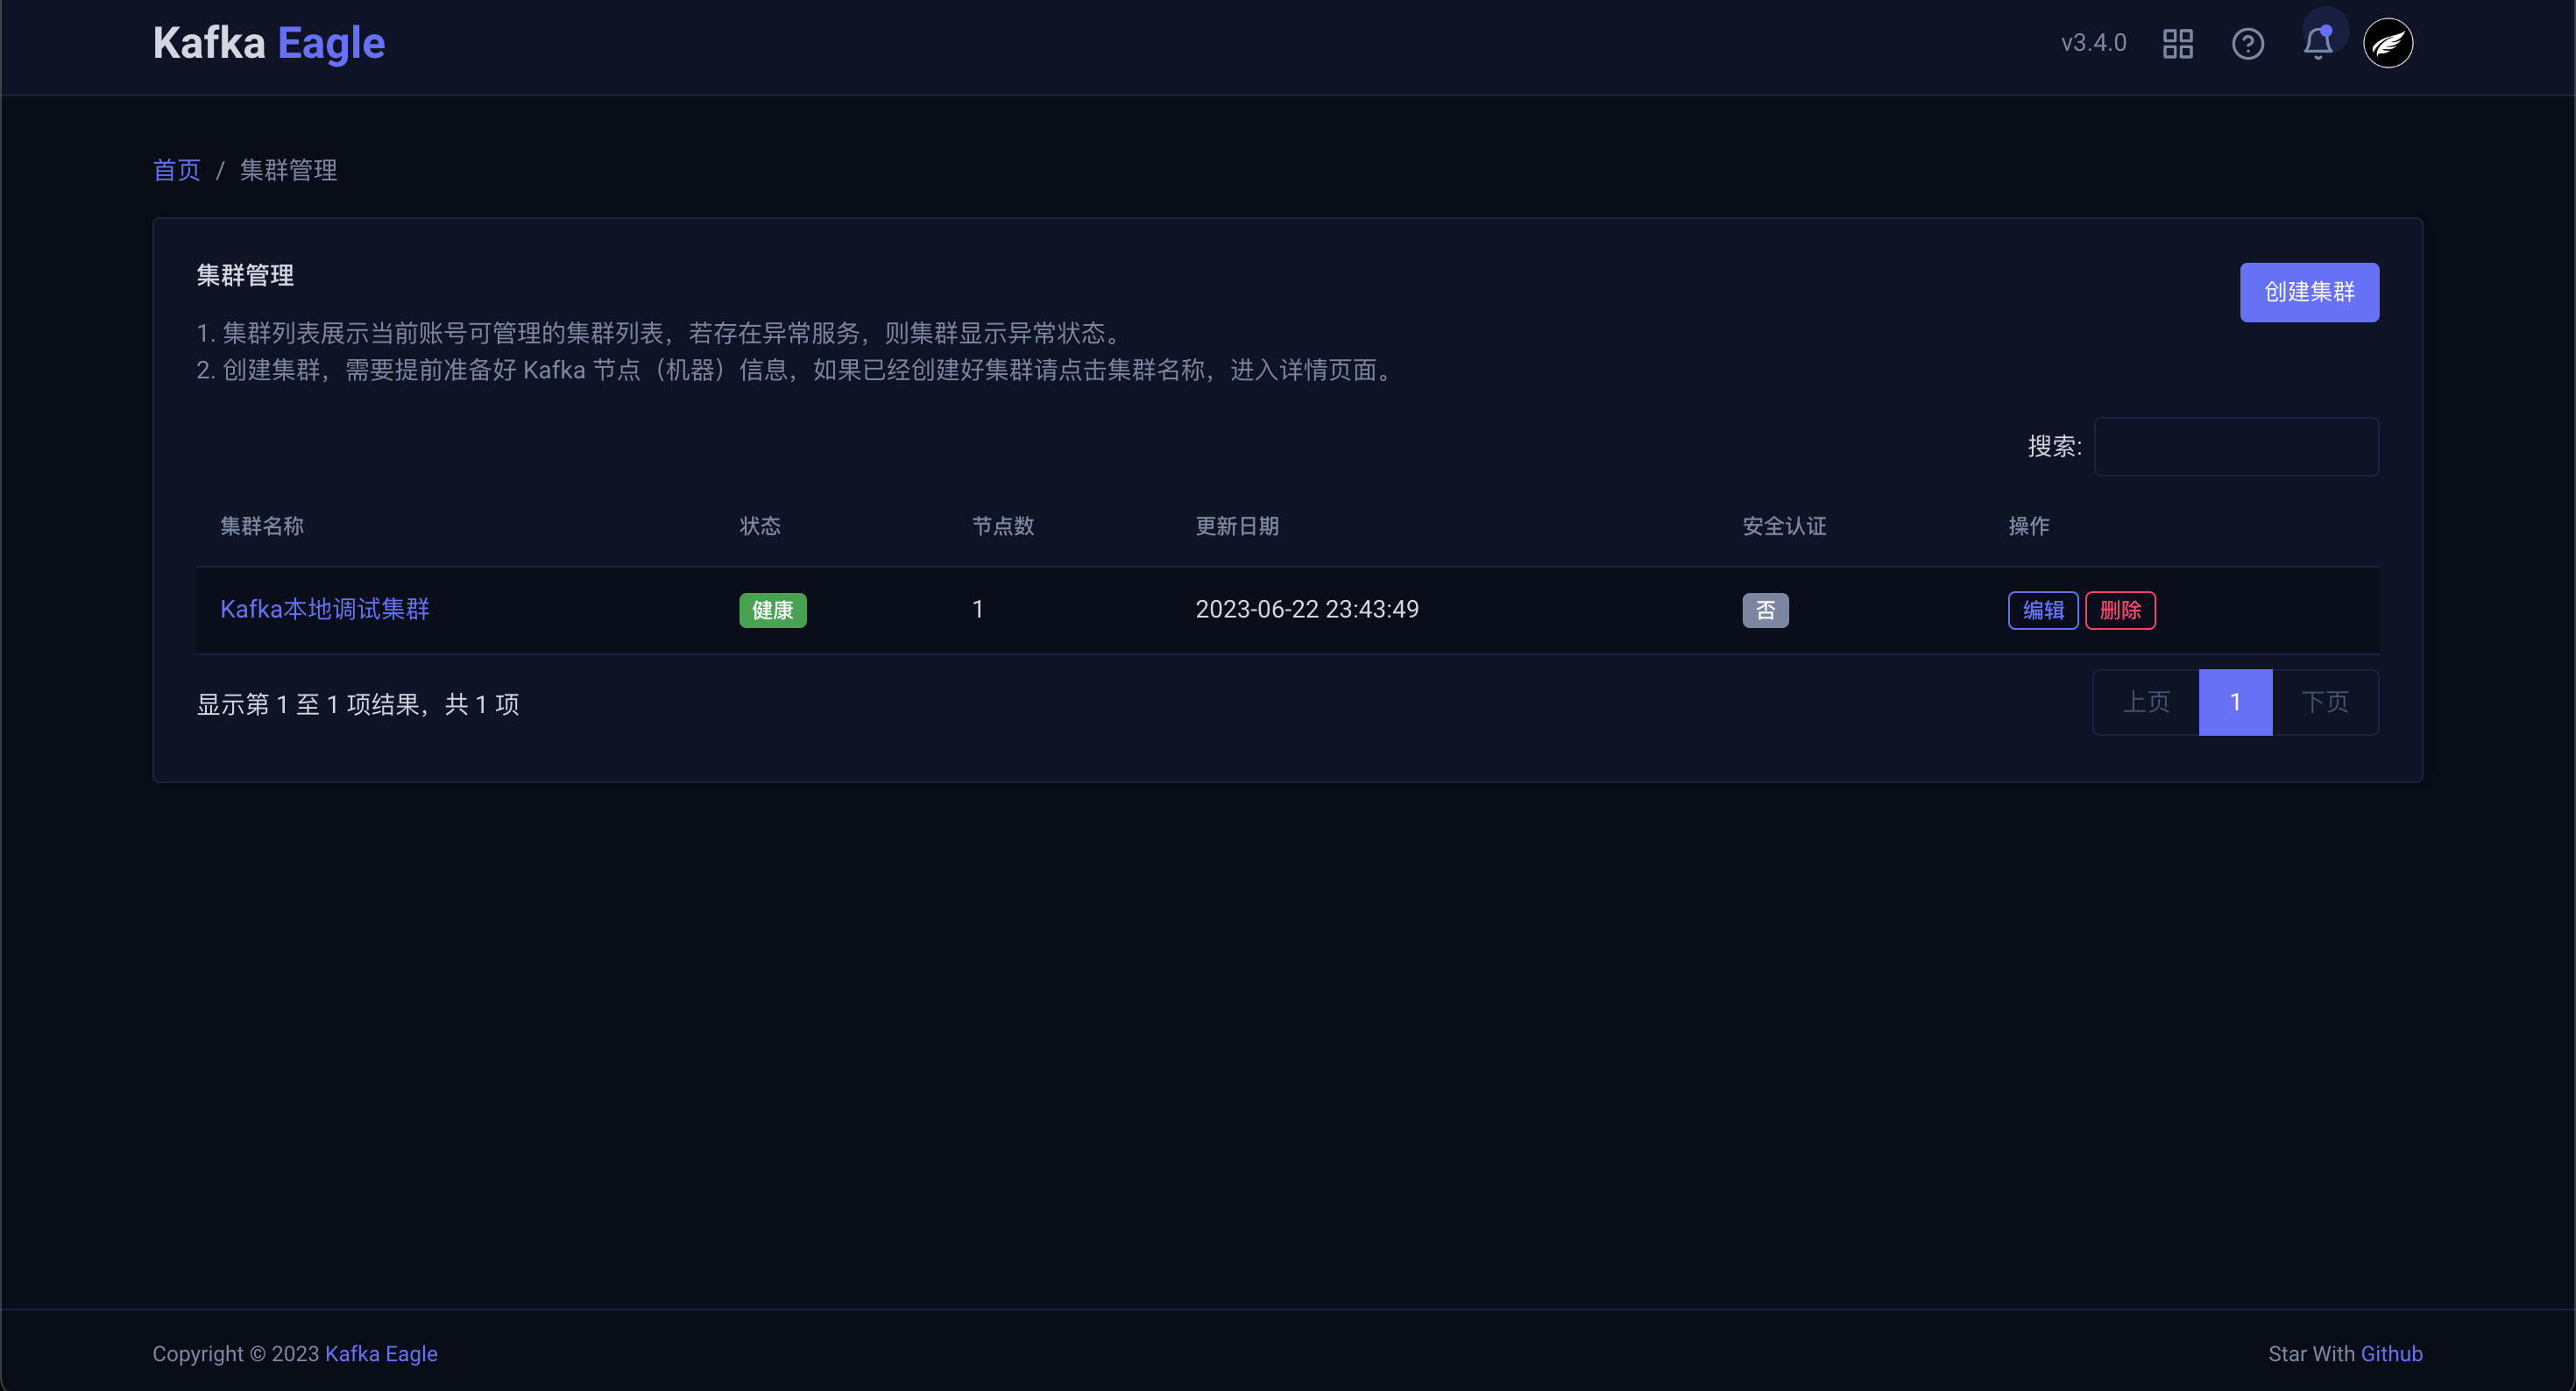 Kafka Eagle
v3.4.0
首页 / 集群管理
集群管理
创建集群
1. 集群列表展示当前账号可管理的集群列表，若存在异常服务，则集群显示异常状态。
2. 创建集群，需要提前准备好 Kafka 节点（机器）信息，如果已经创建好集群请点击集群名称，进入详情页面。
搜索:
集群名称 状态 节点数 更新日期 安全认证 操作
Kafka本地调试集群 健康 1 2023-06-22 23:43:49 否 编辑 删除
显示第 1 至 1 项结果，共 1 项
上页 1 下页
Copyright © 2023 Kafka Eagle
Star With Github